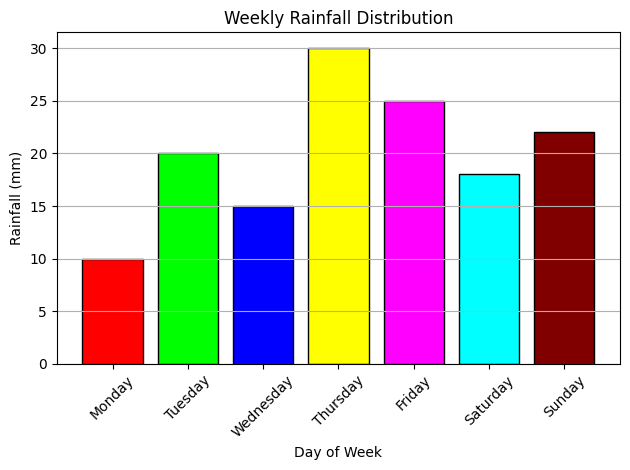 Weekly Rainfall Distribution
30
25
20
15
10
5
0
Rainfall (mm)
Monday
Tuesday
Wednesday
Thursday
Friday
Saturday
Sunday
Day of Week